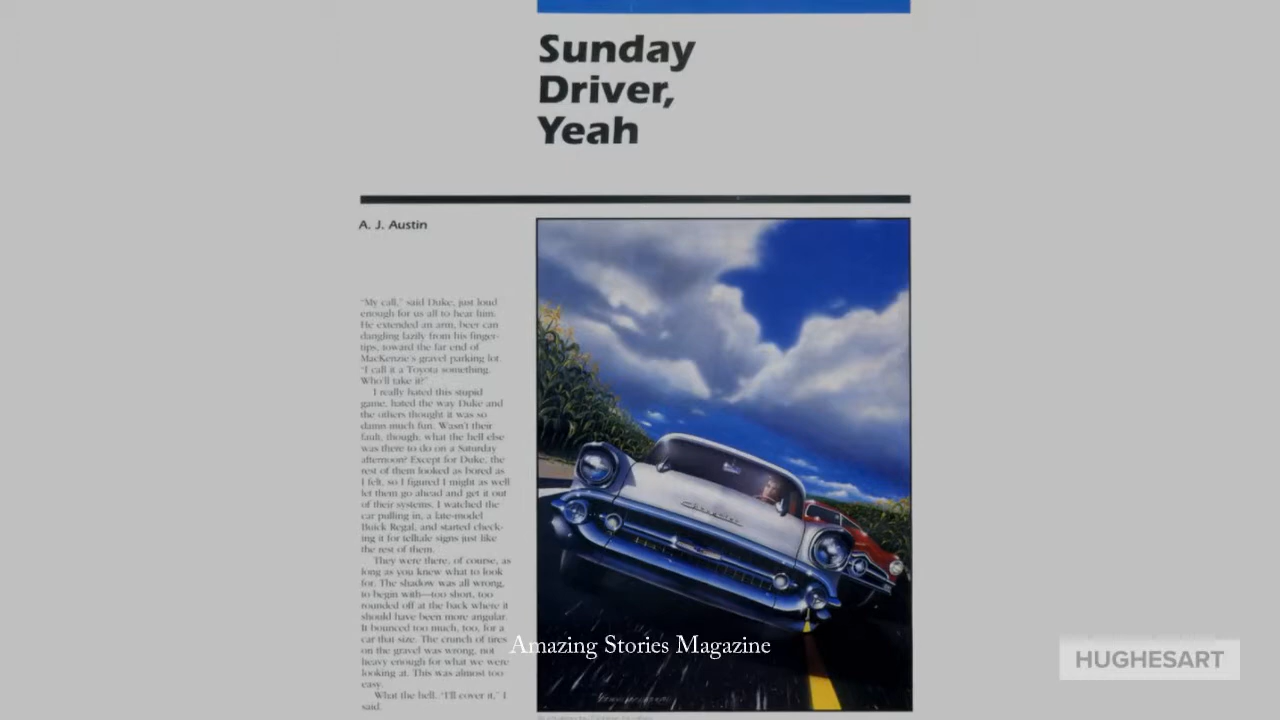 Sunday
Driver,
Yeah
A. J. Austin
"My call," said Duke, just loud
enough for us all to hear him.
He extended an arm, beer can
dangling lazily from his finger-
tips, toward the far end of
MacKenzie's gravel parking lot.
"I call it a Toyota something.
Who'll take it?"
I really hated this stupid
game, hated the way Duke and
the others thought it was so
damn much fun. Wasn't their
fault, though, what the hell else
was there to do on a Saturday
afternoon? Except for Duke, the
rest of them looked as bored as
I felt, so I figured I might as well
let them go ahead and get it out
of their systems. I watched the
car pulling in, a late-model
Buick Regal, and started check-
ing it for telltale signs just like
the rest of them.
They were there, of course, as
long as you knew what to look
for. The shadow was all wrong,
to begin with—too short, too
rounded off at the back where it
should have been more angular.
It bounced too much, too, for a
car that size. The crunch of tires
on the gravel was wrong, not
heavy enough for what we were
looking at. This was almost too
easy.
What the hell. "I'll cover it," I
said.
Chevrolet
Amazing Stories Magazine
HUGHESART